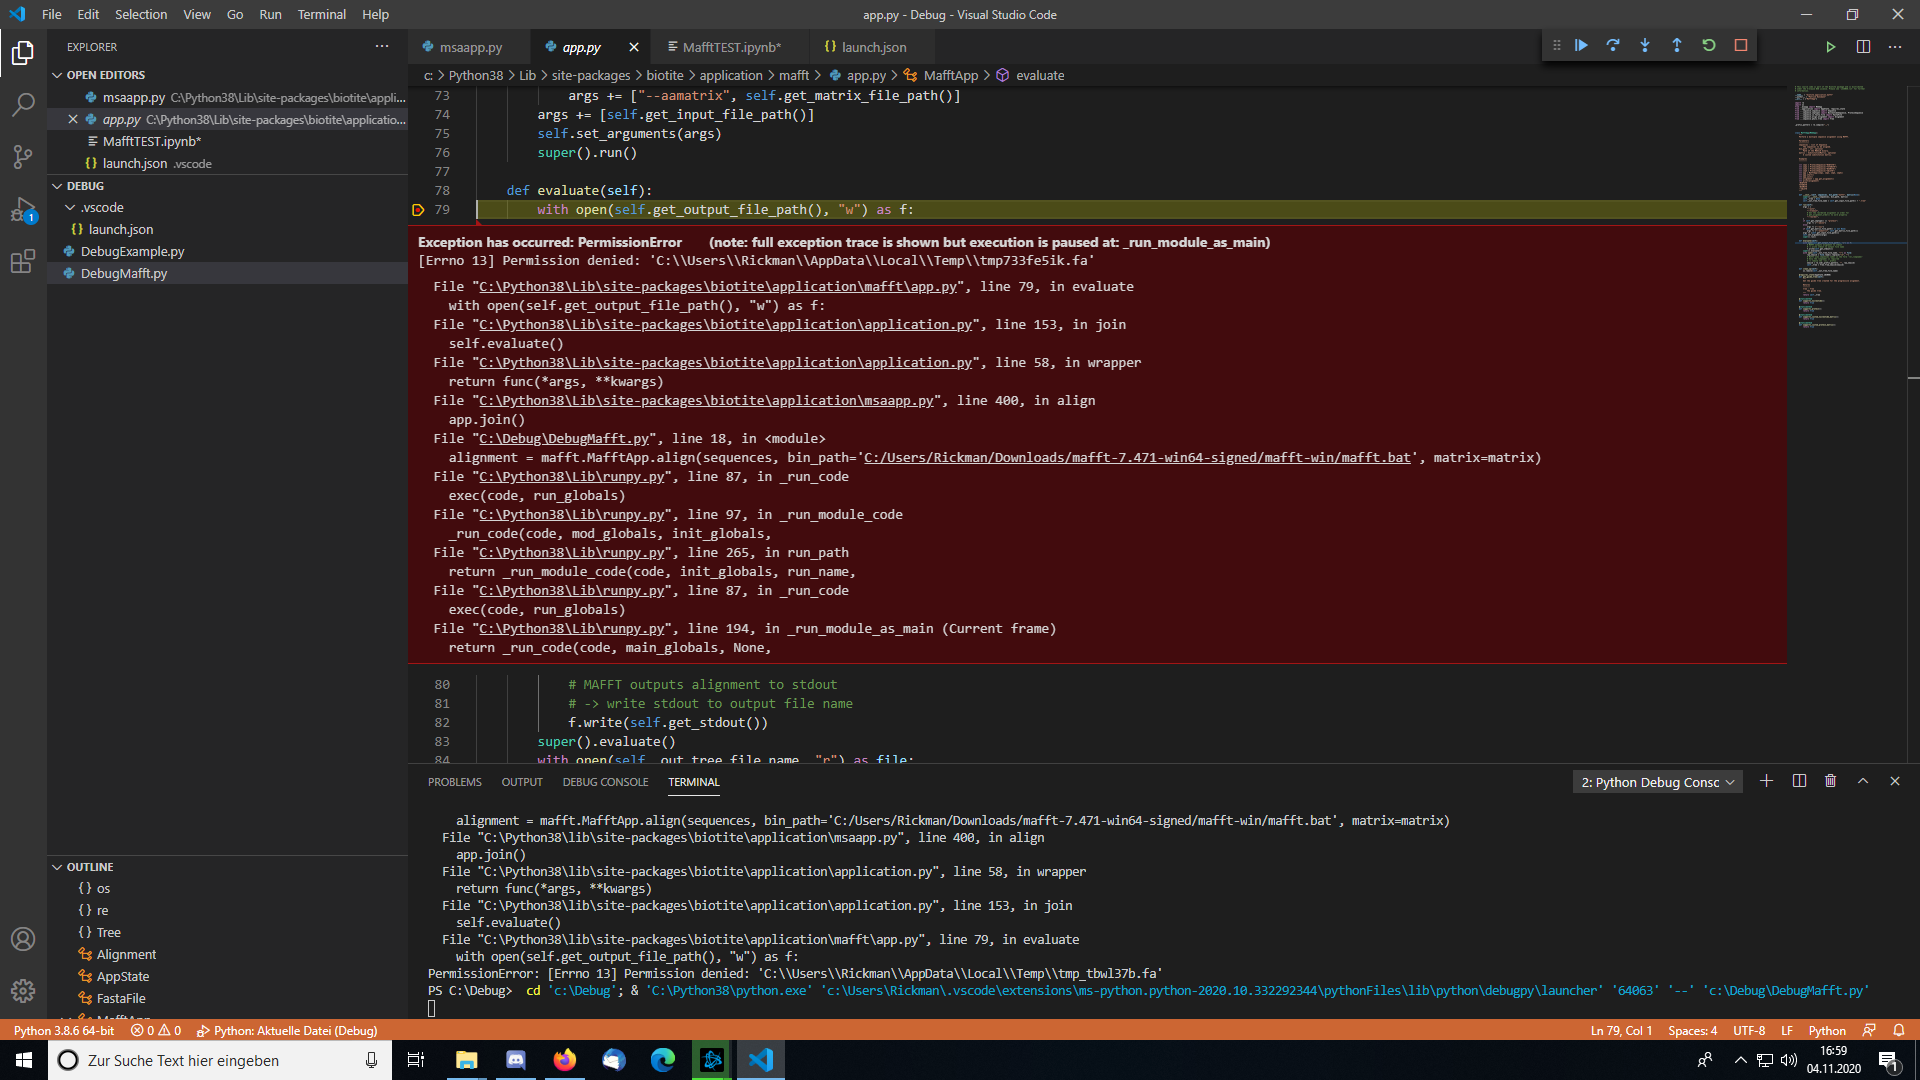 File Edit Selection View Go Run Terminal Help
app.py - Debug - Visual Studio Code
EXPLORER
OPEN EDITORS
msaapp.py C:\Python38\Lib\site-packages\biotite\appli...
app.py C:\Python38\Lib\site-packages\biotite\applicatio...
MafftTEST.ipynb*
launch.json .vscode
DEBUG
.vscode
launch.json
DebugExample.py
DebugMafft.py
OUTLINE
os
re
Tree
Alignment
AppState
FastaFile
MafftApp
msaapp.py app.py MafftTEST.ipynb* launch.json
C: > Python38 > Lib > site-packages > biotite > application > mafft > app.py > MafftApp > evaluate
73 args += ["--aamatrix", self.get_matrix_file_path()]
74 args += [self.get_input_file_path()]
75 self.set_arguments(args)
76 super().run()
77
78 def evaluate(self):
79 with open(self.get_output_file_path(), "w") as f:
Exception has occurred: PermissionError (note: full exception trace is shown but execution is paused at: _run_module_as_main)
[Errno 13] Permission denied: 'C:\\Users\\Rickman\\AppData\\Local\\Temp\\tmp733fe5ik.fa'
File "C:\Python38\Lib\site-packages\biotite\application\mafft\app.py", line 79, in evaluate
with open(self.get_output_file_path(), "w") as f:
File "C:\Python38\Lib\site-packages\biotite\application\application.py", line 153, in join
self.evaluate()
File "C:\Python38\Lib\site-packages\biotite\application\application.py", line 58, in wrapper
return func(*args, **kwargs)
File "C:\Python38\Lib\site-packages\biotite\application\msaapp.py", line 400, in align
app.join()
File "C:\Debug\DebugMafft.py", line 18, in <module>
alignment = mafft.MafftApp.align(sequences, bin_path='C:/Users/Rickman/Downloads/mafft-7.471-win64-signed/mafft-win/mafft.bat', matrix=matrix)
File "C:\Python38\Lib\runpy.py", line 87, in _run_code
exec(code, run_globals)
File "C:\Python38\Lib\runpy.py", line 97, in _run_module_code
_run_code(code, mod_globals, init_globals,
File "C:\Python38\Lib\runpy.py", line 265, in run_path
return _run_module_code(code, init_globals, run_name,
File "C:\Python38\Lib\runpy.py", line 87, in _run_code
exec(code, run_globals)
File "C:\Python38\Lib\runpy.py", line 194, in _run_module_as_main (Current frame)
return _run_code(code, main_globals, None,
80 # MAFFT outputs alignment to stdout
81 # -> write stdout to output file name
82 f.write(self.get_stdout())
83 super().evaluate()
84 with open(self._out_tree_file_name, "r") as file:
PROBLEMS OUTPUT DEBUG CONSOLE TERMINAL
2: Python Debug Consc
alignment = mafft.MafftApp.align(sequences, bin_path='C:/Users/Rickman/Downloads/mafft-7.471-win64-signed/mafft-win/mafft.bat', matrix=matrix)
File "C:\Python38\lib\site-packages\biotite\application\msaapp.py", line 400, in align
app.join()
File "C:\Python38\lib\site-packages\biotite\application\application.py", line 58, in wrapper
return func(*args, **kwargs)
File "C:\Python38\lib\site-packages\biotite\application\application.py", line 153, in join
self.evaluate()
File "C:\Python38\lib\site-packages\biotite\application\mafft\app.py", line 79, in evaluate
with open(self.get_output_file_path(), "w") as f:
PermissionError: [Errno 13] Permission denied: 'C:\\Users\\Rickman\\AppData\\Local\\Temp\\tmp_tbwl37b.fa'
PS C:\Debug> cd 'c:\Debug'; & 'C:\Python38\python.exe' 'c:\Users\Rickman\.vscode\extensions\ms-python.python-2020.10.332292344\pythonFiles\lib\python\debugpy\launcher' '64063' '--' 'c:\Debug\DebugMafft.py'
Python 3.8.6 64-bit 0 0 Python: Aktuelle Datei (Debug)
Ln 79, Col 1 Spaces: 4 UTF-8 LF Python
Zur Suche Text hier eingeben
16:59
04.11.2020
1
1